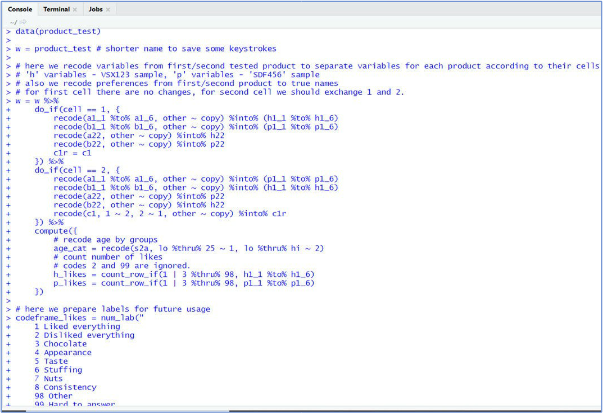 Console Terminal × Jobs ×
~/
> data(product_test)
>
> w = product_test # shorter name to save some keystrokes
>
> # here we recode variables from first/second tested product to separate variables for each product according to their cells
> # 'h' variables - VSX123 sample, 'p' variables - 'SDF456' sample
> # also we recode preferences from first/second product to true names
> # for first cell there are no changes, for second cell we should exchange 1 and 2.
> w = w %>%
+ do_if(cell == 1, {
+ recode(a1_1 %to% a1_6, other ~ copy) %into% (h1_1 %to% h1_6)
+ recode(b1_1 %to% b1_6, other ~ copy) %into% (p1_1 %to% p1_6)
+ recode(a22, other ~ copy) %into% h22
+ recode(b22, other ~ copy) %into% p22
+ c1r = c1
+ }) %>%
+ do_if(cell == 2, {
+ recode(a1_1 %to% a1_6, other ~ copy) %into% (p1_1 %to% p1_6)
+ recode(b1_1 %to% b1_6, other ~ copy) %into% (h1_1 %to% h1_6)
+ recode(a22, other ~ copy) %into% p22
+ recode(b22, other ~ copy) %into% h22
+ recode(c1, 1 ~ 2, 2 ~ 1, other ~ copy) %into% c1r
+ }) %>%
+ compute({
+ # recode age by groups
+ age_cat = recode(s2a, lo %thru% 25 ~ 1, lo %thru% hi ~ 2)
+ # count number of likes
+ # codes 2 and 99 are ignored.
+ h_likes = count_row_if(1 | 3 %thru% 98, h1_1 %to% h1_6)
+ p_likes = count_row_if(1 | 3 %thru% 98, p1_1 %to% p1_6)
+ })
>
> # here we prepare labels for future usage
> codeframe_likes = num_lab("
+ 1 Liked everything
+ 2 Disliked everything
+ 3 Chocolate
+ 4 Appearance
+ 5 Taste
+ 6 Stuffing
+ 7 Nuts
+ 8 Consistency
+ 98 Other
+ 99 Hard to answer